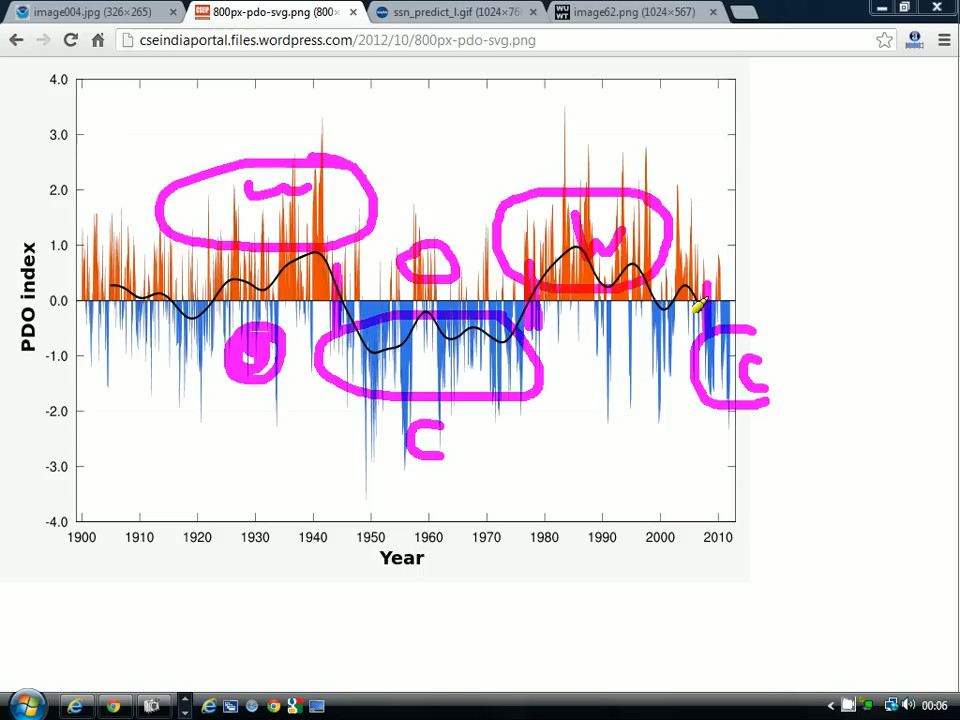 image004.jpg (326×265)
800px-pdo-svg.png (800×
ssn_predict_l.gif (1024×76
image62.png (1024×567)
cseindiaportal.files.wordpress.com/2012/10/800px-pdo-svg.png
4.0
3.0
2.0
1.0
0.0
-1.0
-2.0
-3.0
-4.0
PDO index
w
c
c
1900 1910 1920 1930 1940 1950 1960 1970 1980 1990 2000 2010
Year
00:06